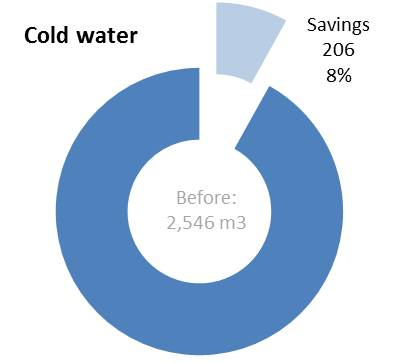 Cold water
Savings
206
8%
Before:
2,546 m3